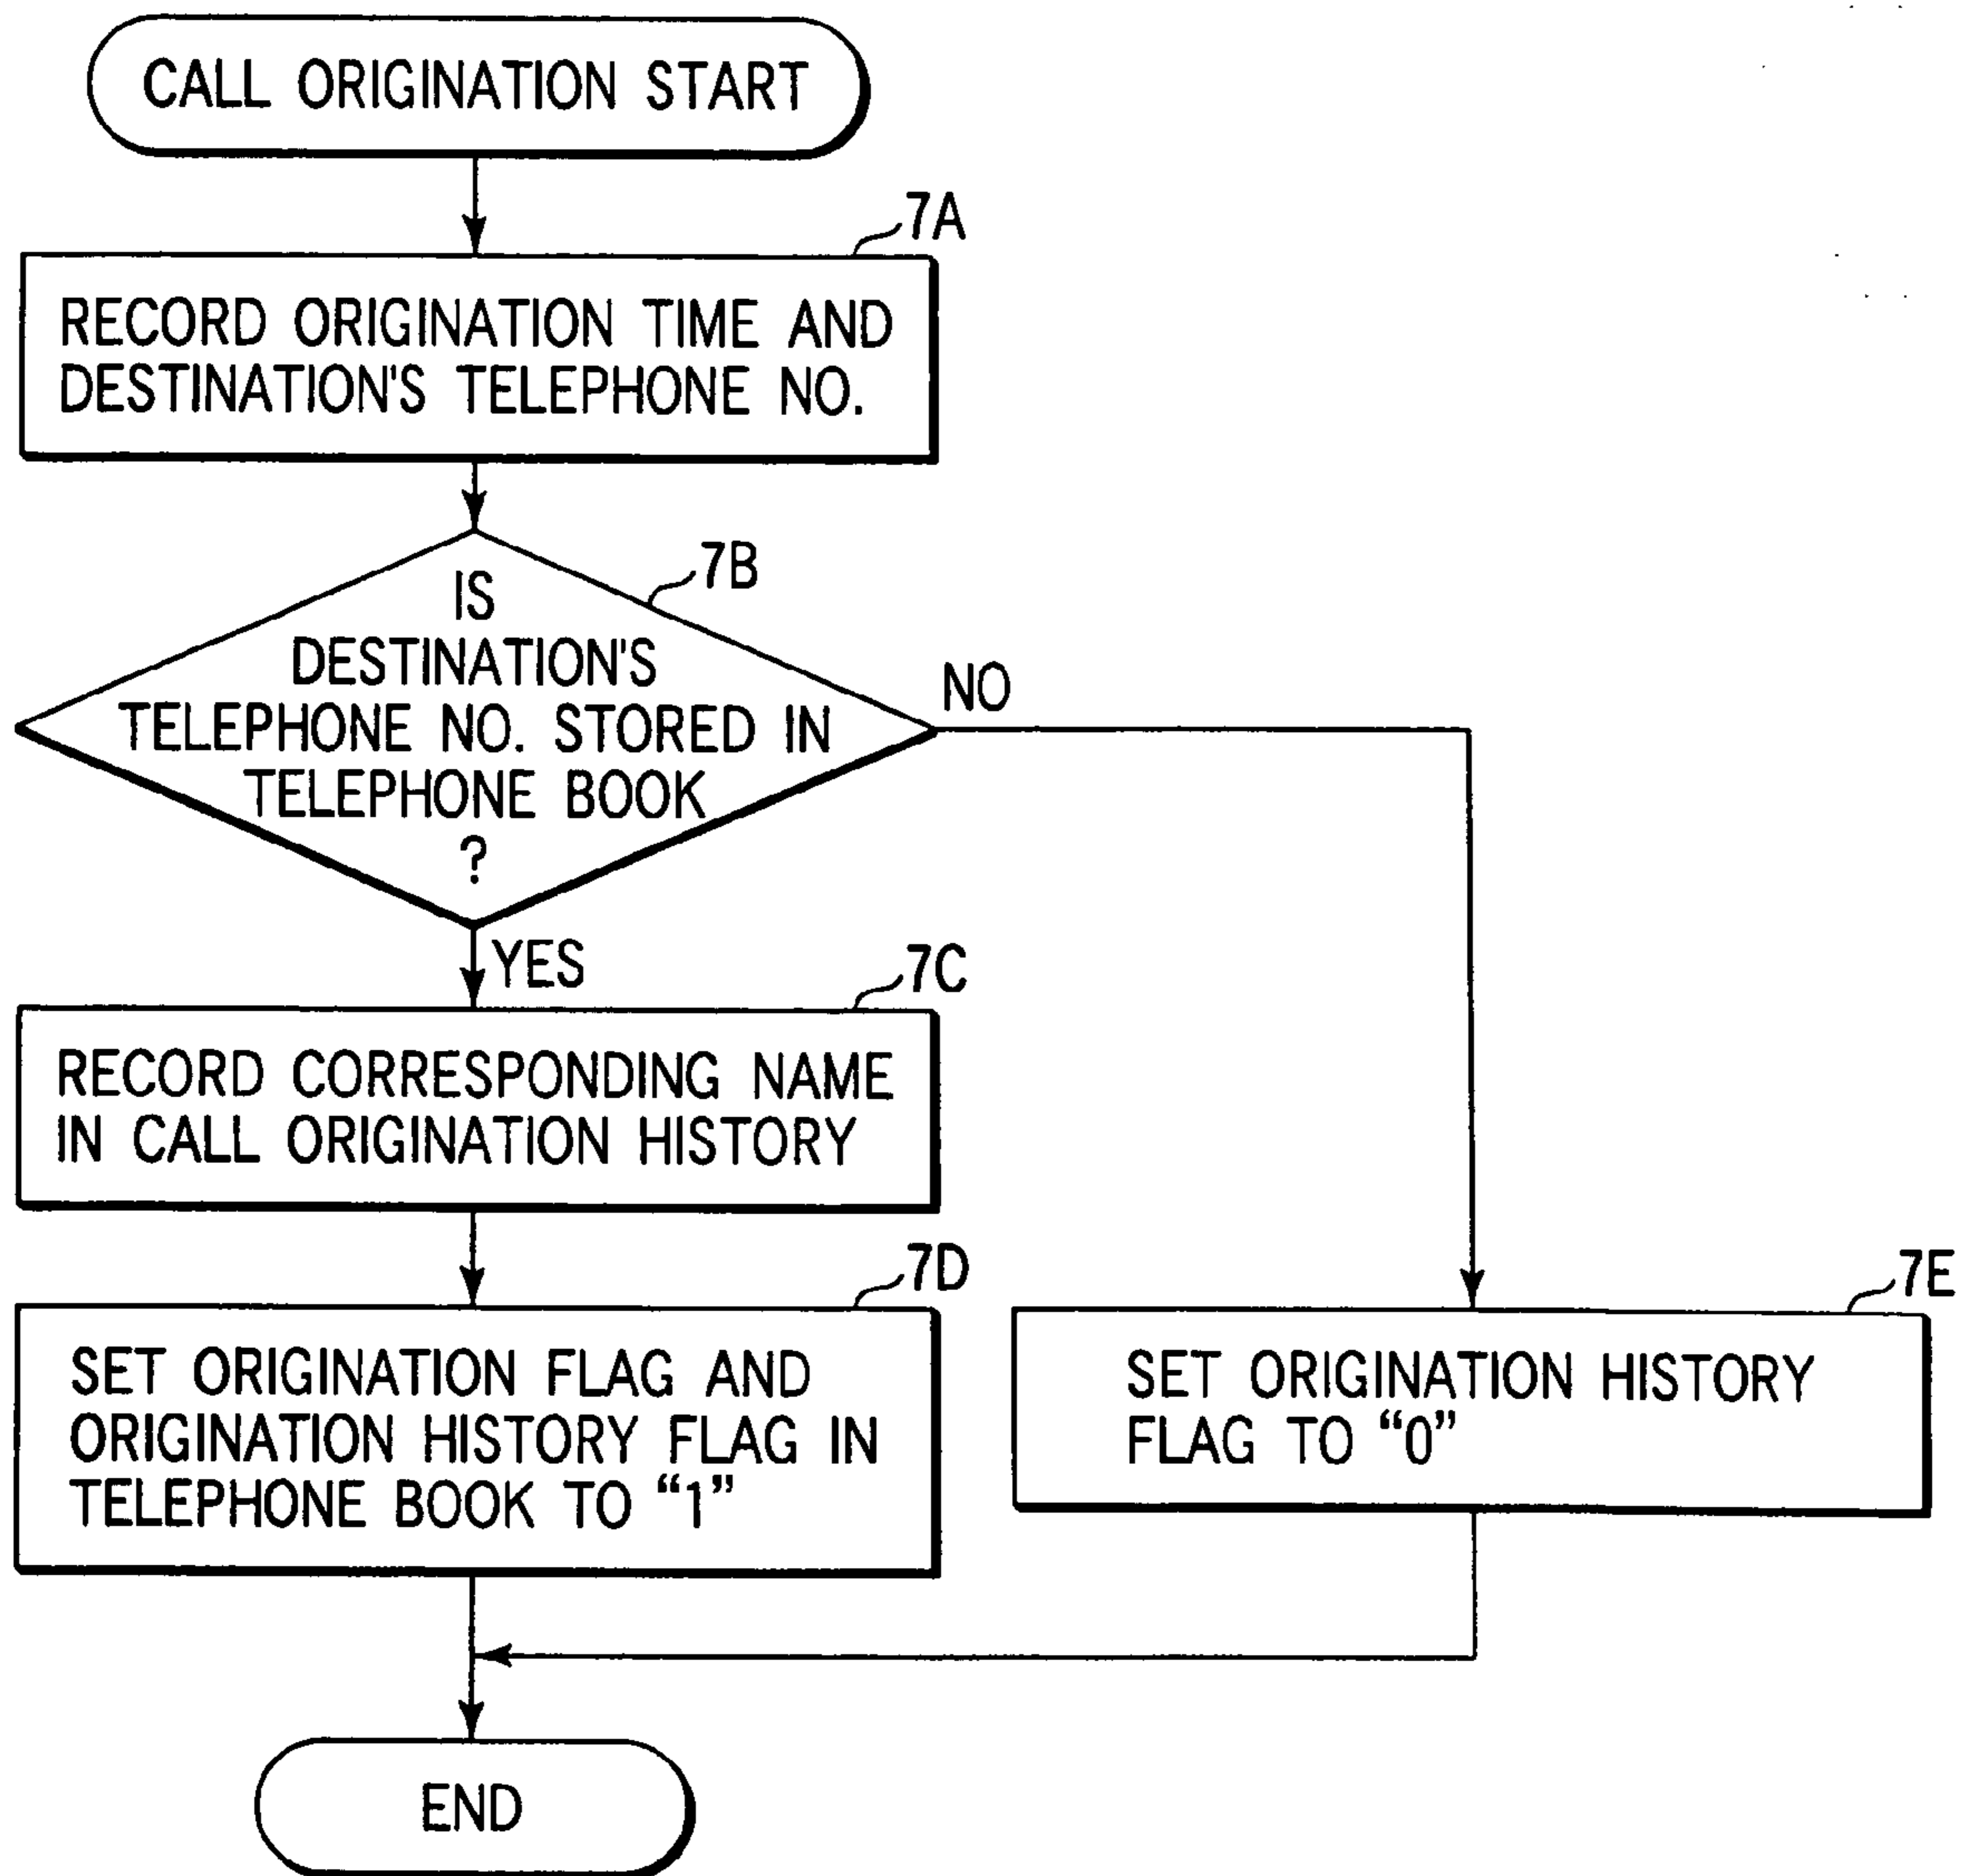 CALL ORIGINATION START
7A
RECORD ORIGINATION TIME AND
DESTINATION'S TELEPHONE NO.
7B
IS
DESTINATION'S
TELEPHONE NO. STORED IN
TELEPHONE BOOK
?
NO
YES
7C
RECORD CORRESPONDING NAME
IN CALL ORIGINATION HISTORY
7D
SET ORIGINATION FLAG AND
ORIGINATION HISTORY FLAG IN
TELEPHONE BOOK TO “1”
7E
SET ORIGINATION HISTORY
FLAG TO “0”
END